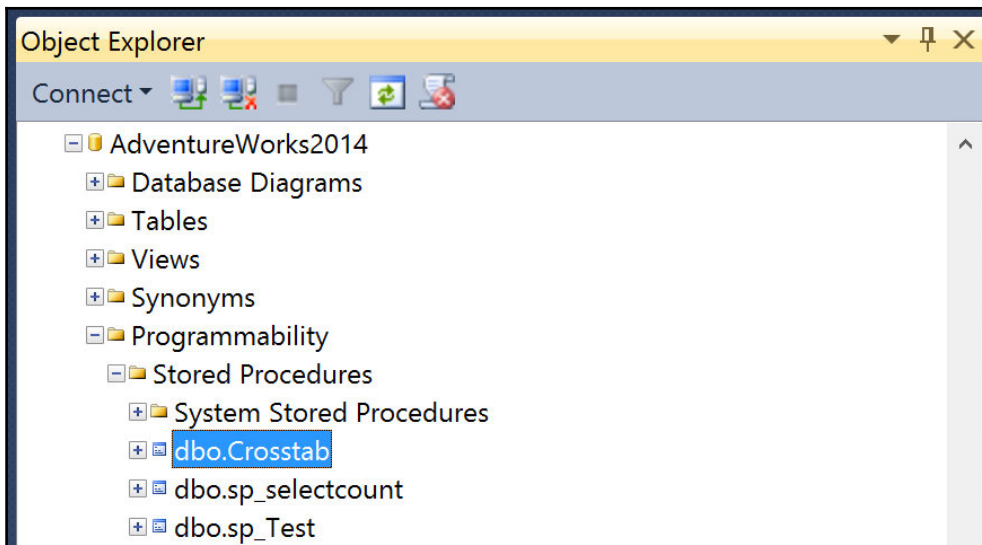 Object Explorer
Connect
AdventureWorks2014
Database Diagrams
Tables
Views
Synonyms
Programmability
Stored Procedures
System Stored Procedures
dbo.Crosstab
dbo.sp_selectcount
dbo.sp_Test